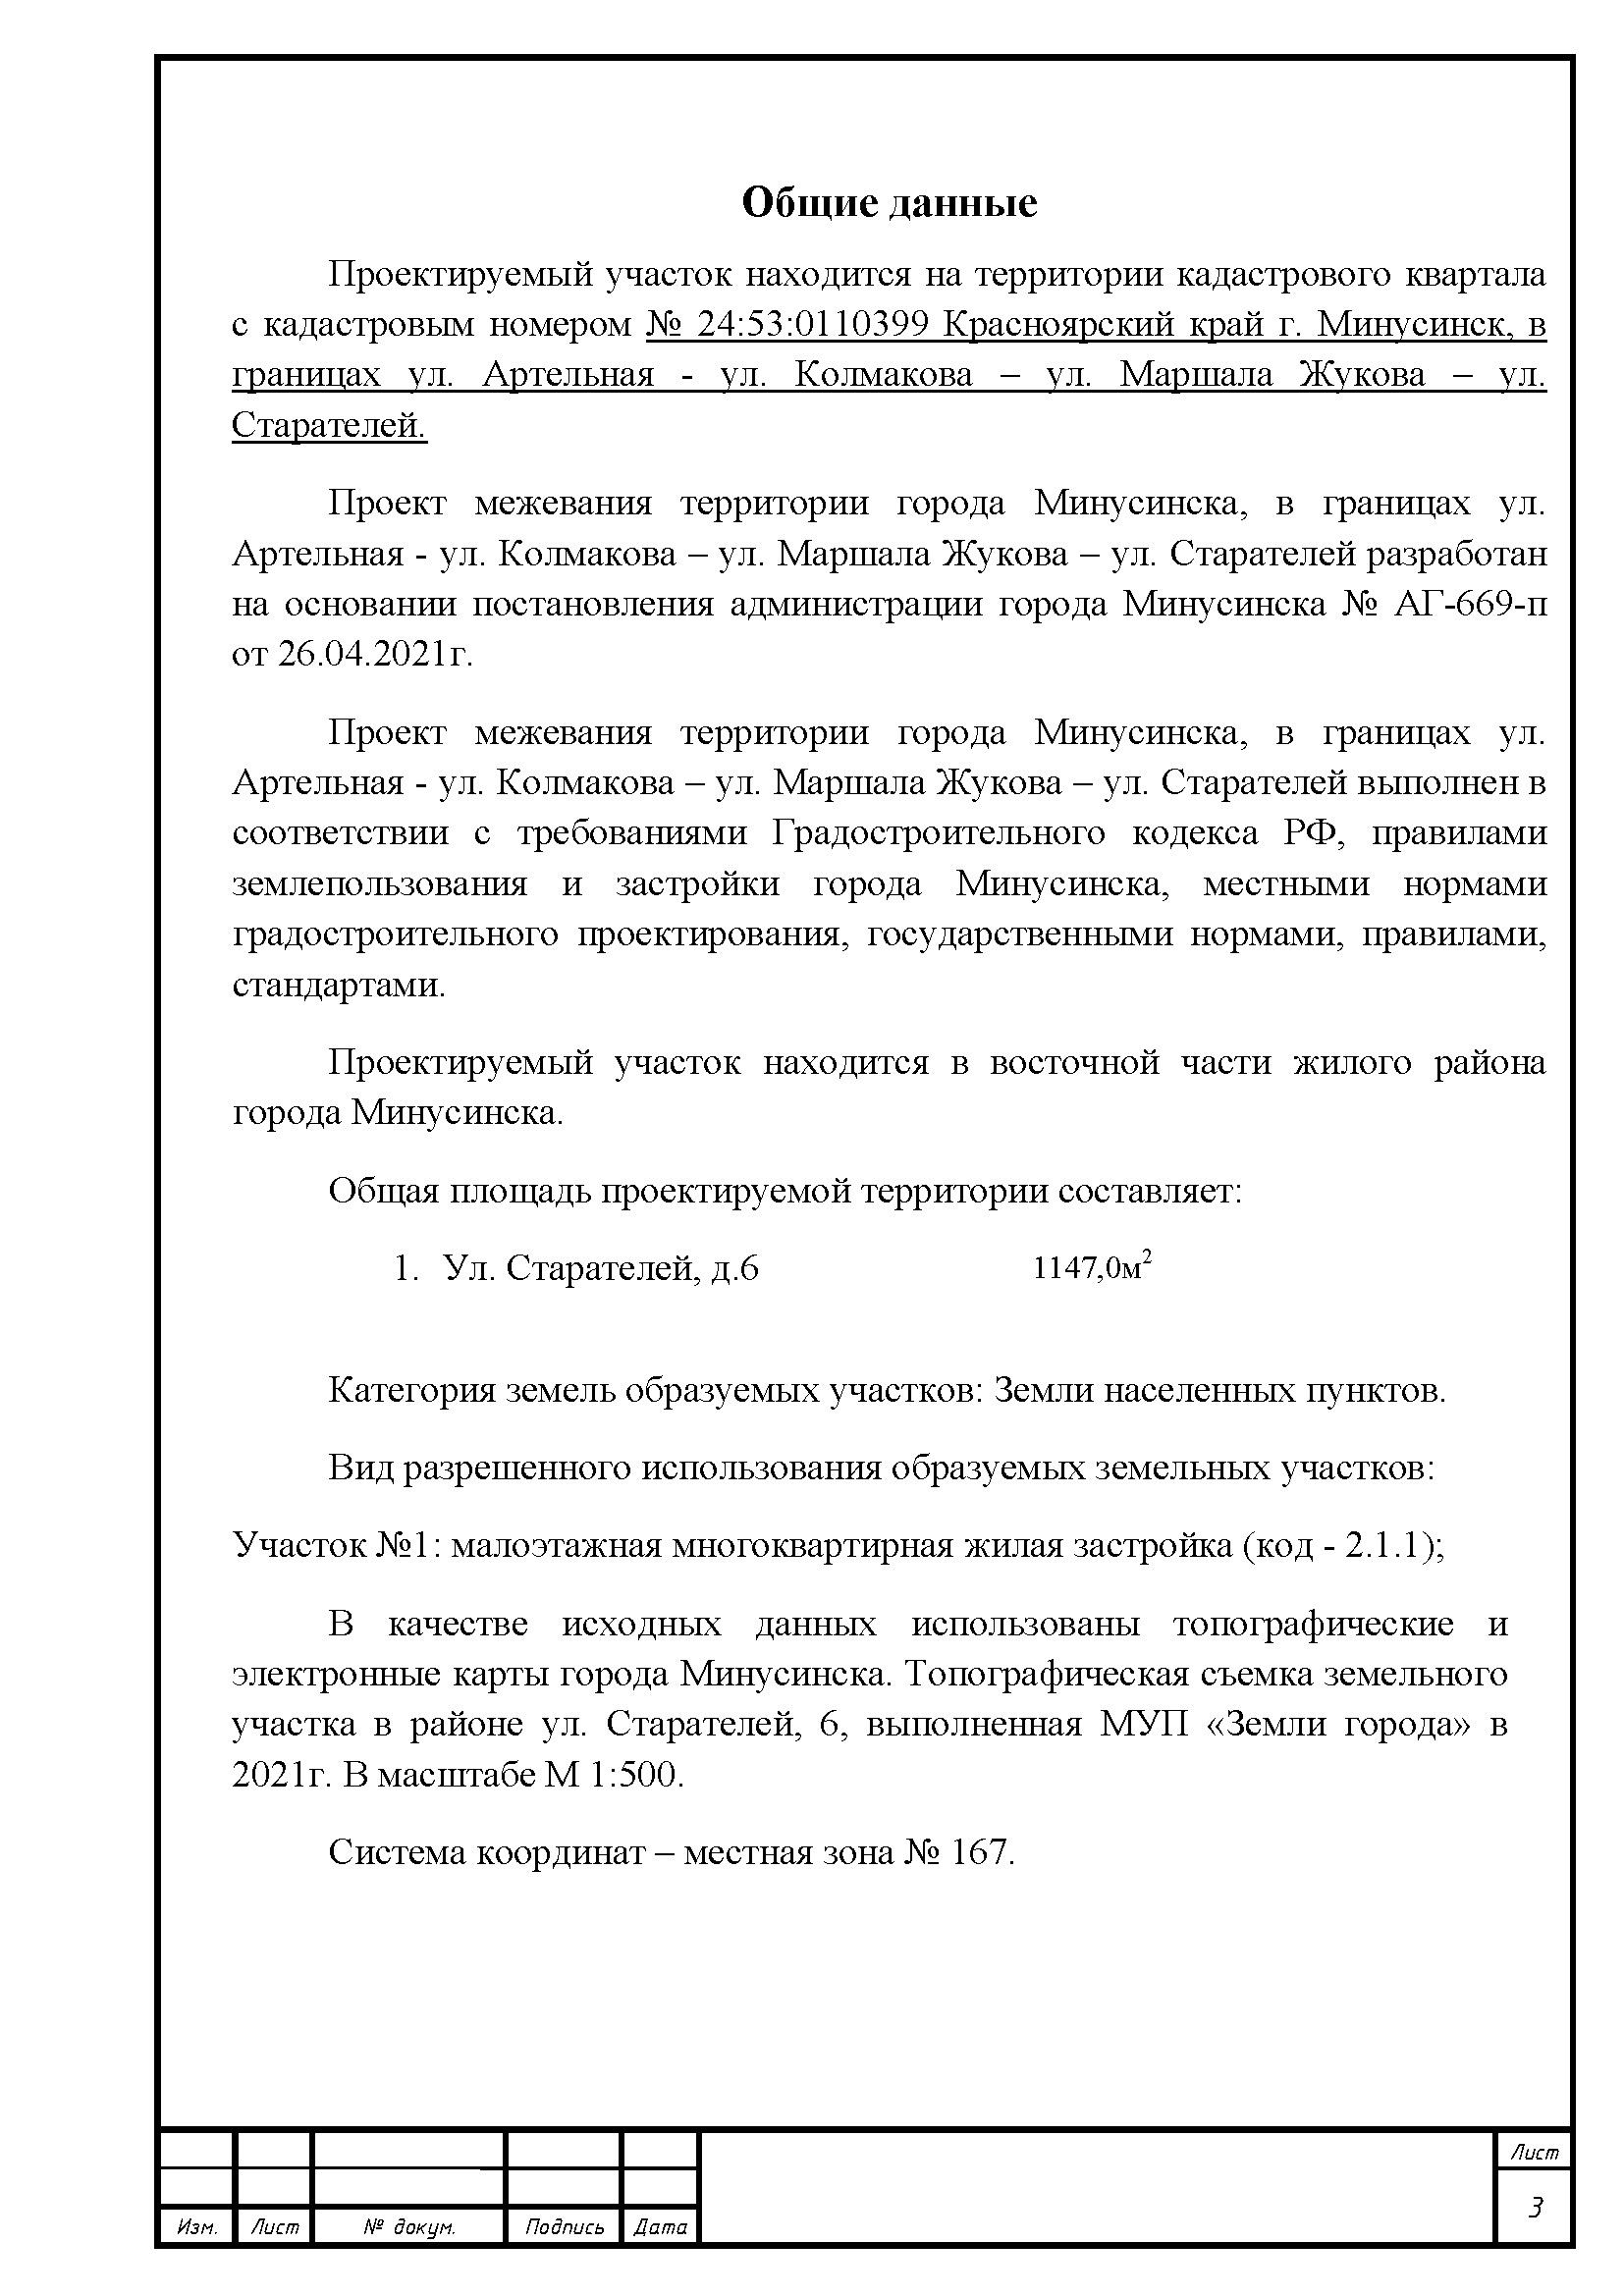 Общие данные
Проектируемый участок находится на территории кадастрового квартала
с кадастровым номером № 24:53:0110399 Красноярский край г. Минусинск, в
границах ул. Артельная - ул. Колмакова – ул. Маршала Жукова – ул.
Старателей.
Проект межевания территории города Минусинска, в границах ул.
Артельная - ул. Колмакова – ул. Маршала Жукова – ул. Старателей разработан
на основании постановления администрации города Минусинска № АГ-669-п
от 26.04.2021г.
Проект межевания территории города Минусинска, в границах ул.
Артельная - ул. Колмакова – ул. Маршала Жукова – ул. Старателей выполнен в
соответствии с требованиями Градостроительного кодекса РФ, правилами
землепользования и застройки города Минусинска, местными нормами
градостроительного проектирования, государственными нормами, правилами,
стандартами.
Проектируемый участок находится в восточной части жилого района
города Минусинска.
Общая площадь проектируемой территории составляет:
1. Ул. Старателей, д.6 1147,0м²
Категория земель образуемых участков: Земли населенных пунктов.
Вид разрешенного использования образуемых земельных участков:
Участок №1: малоэтажная многоквартирная жилая застройка (код - 2.1.1);
В качестве исходных данных использованы топографические и
электронные карты города Минусинска. Топографическая съемка земельного
участка в районе ул. Старателей, 6, выполненная МУП «Земли города» в
2021г. В масштабе М 1:500.
Система координат – местная зона № 167.
Лист
3
Изм. Лист № докум. Подпись Дата